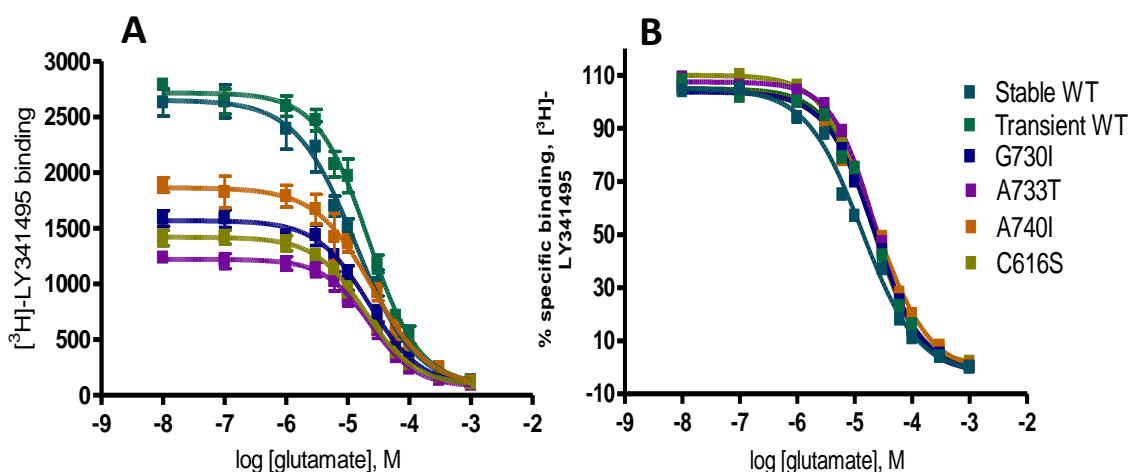 A
B
[³H]-LY341495 binding
3000
2500
2000
1500
1000
500
0
-9
-8
-7
-6
-5
-4
-3
-2
log [glutamate], M
% specific binding, [³H]-
LY341495
110
90
70
50
30
10
-10
-9
-8
-7
-6
-5
-4
-3
-2
log [glutamate], M
Stable WT
Transient WT
G730I
A733T
A740I
C616S